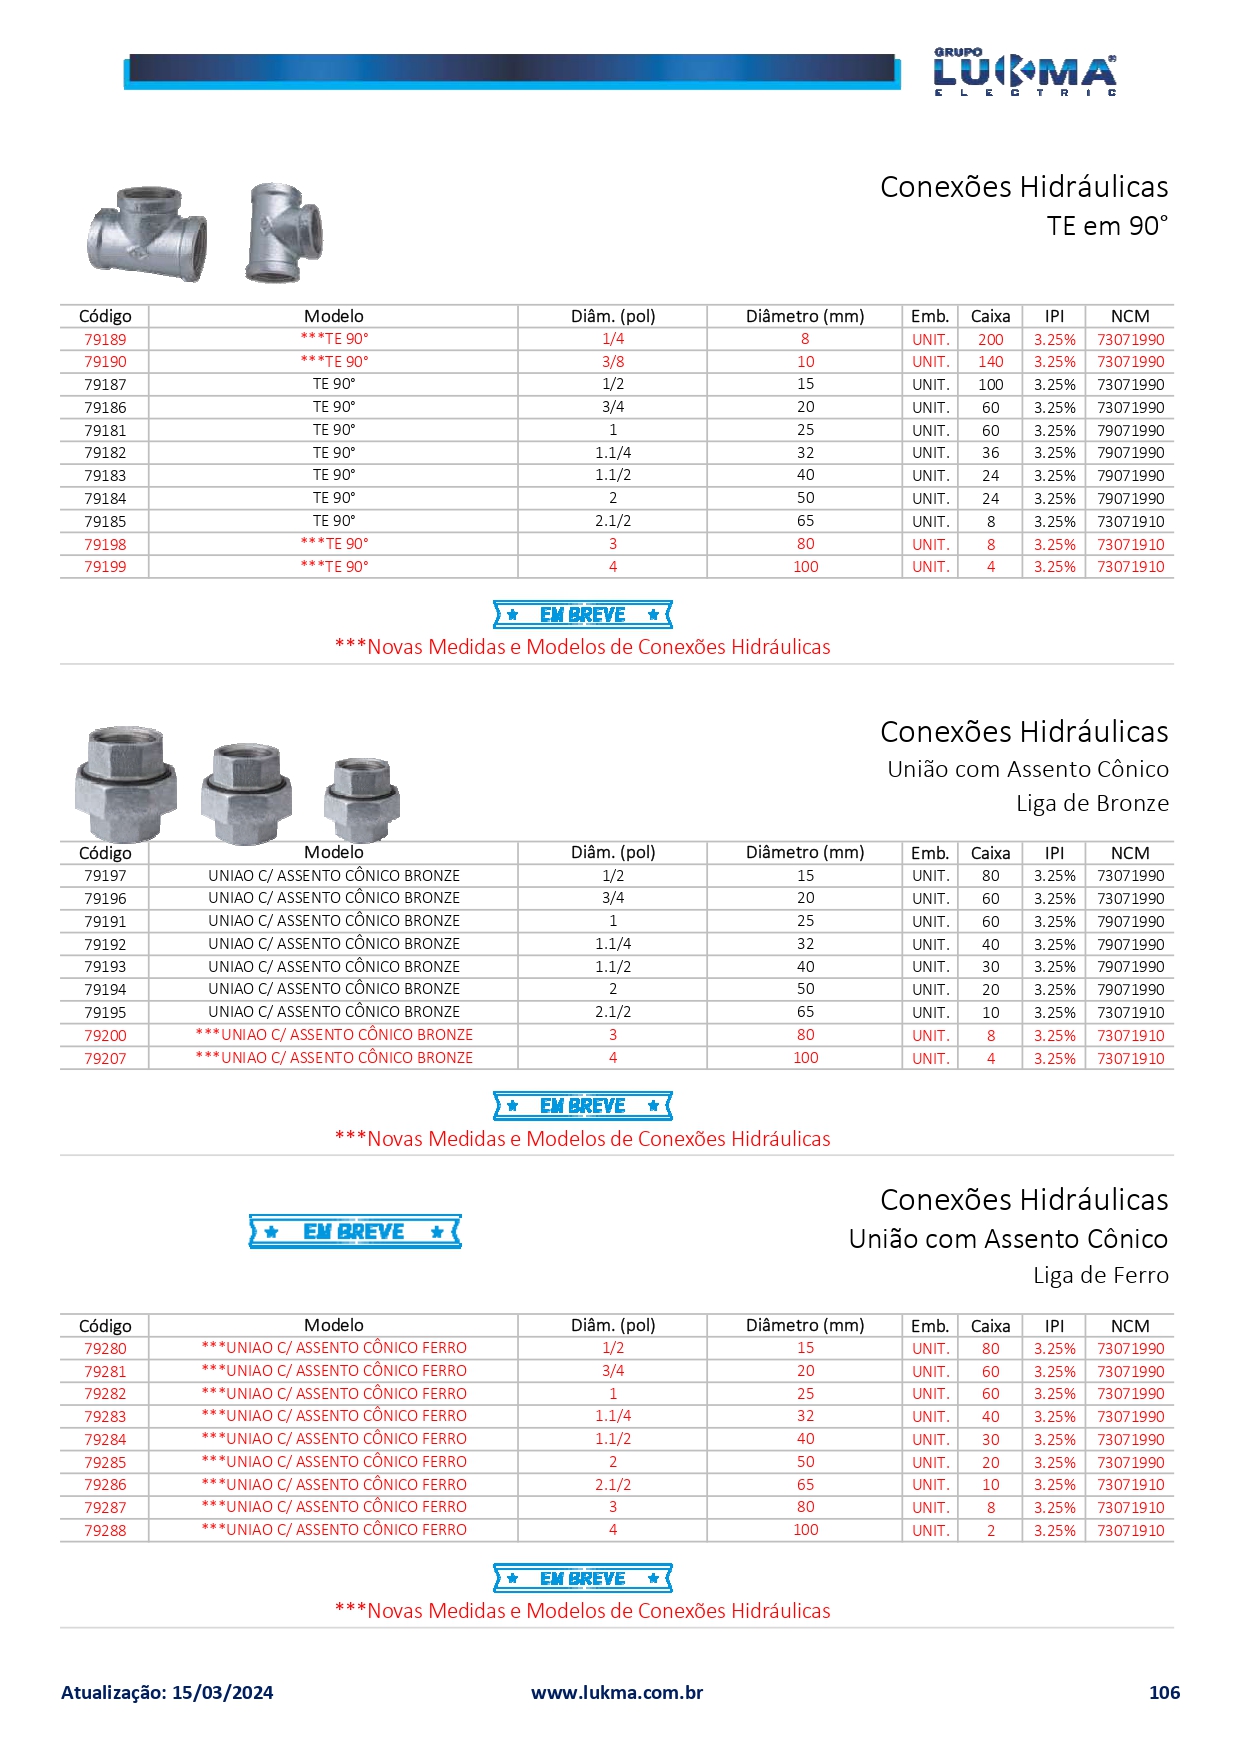 GRUPO
LUKMA®
ELECTRIC
Conexões Hidráulicas
TE em 90°
Código Modelo Diâm. (pol) Diâmetro (mm) Emb. Caixa IPI NCM
79189 ***TE 90° 1/4 8 UNIT. 200 3.25% 73071990
79190 ***TE 90° 3/8 10 UNIT. 140 3.25% 73071990
79187 TE 90° 1/2 15 UNIT. 100 3.25% 73071990
79186 TE 90° 3/4 20 UNIT. 60 3.25% 73071990
79181 TE 90° 1 25 UNIT. 60 3.25% 79071990
79182 TE 90° 1.1/4 32 UNIT. 36 3.25% 79071990
79183 TE 90° 1.1/2 40 UNIT. 24 3.25% 79071990
79184 TE 90° 2 50 UNIT. 24 3.25% 79071990
79185 TE 90° 2.1/2 65 UNIT. 8 3.25% 73071910
79198 ***TE 90° 3 80 UNIT. 8 3.25% 73071910
79199 ***TE 90° 4 100 UNIT. 4 3.25% 73071910
EM BREVE
***Novas Medidas e Modelos de Conexões Hidráulicas
Conexões Hidráulicas
União com Assento Cônico
Liga de Bronze
Código Modelo Diâm. (pol) Diâmetro (mm) Emb. Caixa IPI NCM
79197 UNIAO C/ ASSENTO CÔNICO BRONZE 1/2 15 UNIT. 80 3.25% 73071990
79196 UNIAO C/ ASSENTO CÔNICO BRONZE 3/4 20 UNIT. 60 3.25% 73071990
79191 UNIAO C/ ASSENTO CÔNICO BRONZE 1 25 UNIT. 60 3.25% 79071990
79192 UNIAO C/ ASSENTO CÔNICO BRONZE 1.1/4 32 UNIT. 40 3.25% 79071990
79193 UNIAO C/ ASSENTO CÔNICO BRONZE 1.1/2 40 UNIT. 30 3.25% 79071990
79194 UNIAO C/ ASSENTO CÔNICO BRONZE 2 50 UNIT. 20 3.25% 79071990
79195 UNIAO C/ ASSENTO CÔNICO BRONZE 2.1/2 65 UNIT. 10 3.25% 73071910
79200 ***UNIAO C/ ASSENTO CÔNICO BRONZE 3 80 UNIT. 8 3.25% 73071910
79207 ***UNIAO C/ ASSENTO CÔNICO BRONZE 4 100 UNIT. 4 3.25% 73071910
EM BREVE
***Novas Medidas e Modelos de Conexões Hidráulicas
Conexões Hidráulicas
EM BREVE
União com Assento Cônico
Liga de Ferro
Código Modelo Diâm. (pol) Diâmetro (mm) Emb. Caixa IPI NCM
79280 ***UNIAO C/ ASSENTO CÔNICO FERRO 1/2 15 UNIT. 80 3.25% 73071990
79281 ***UNIAO C/ ASSENTO CÔNICO FERRO 3/4 20 UNIT. 60 3.25% 73071990
79282 ***UNIAO C/ ASSENTO CÔNICO FERRO 1 25 UNIT. 60 3.25% 73071990
79283 ***UNIAO C/ ASSENTO CÔNICO FERRO 1.1/4 32 UNIT. 40 3.25% 73071990
79284 ***UNIAO C/ ASSENTO CÔNICO FERRO 1.1/2 40 UNIT. 30 3.25% 73071990
79285 ***UNIAO C/ ASSENTO CÔNICO FERRO 2 50 UNIT. 20 3.25% 73071990
79286 ***UNIAO C/ ASSENTO CÔNICO FERRO 2.1/2 65 UNIT. 10 3.25% 73071910
79287 ***UNIAO C/ ASSENTO CÔNICO FERRO 3 80 UNIT. 8 3.25% 73071910
79288 ***UNIAO C/ ASSENTO CÔNICO FERRO 4 100 UNIT. 2 3.25% 73071910
EM BREVE
***Novas Medidas e Modelos de Conexões Hidráulicas
Atualização: 15/03/2024 www.lukma.com.br 106